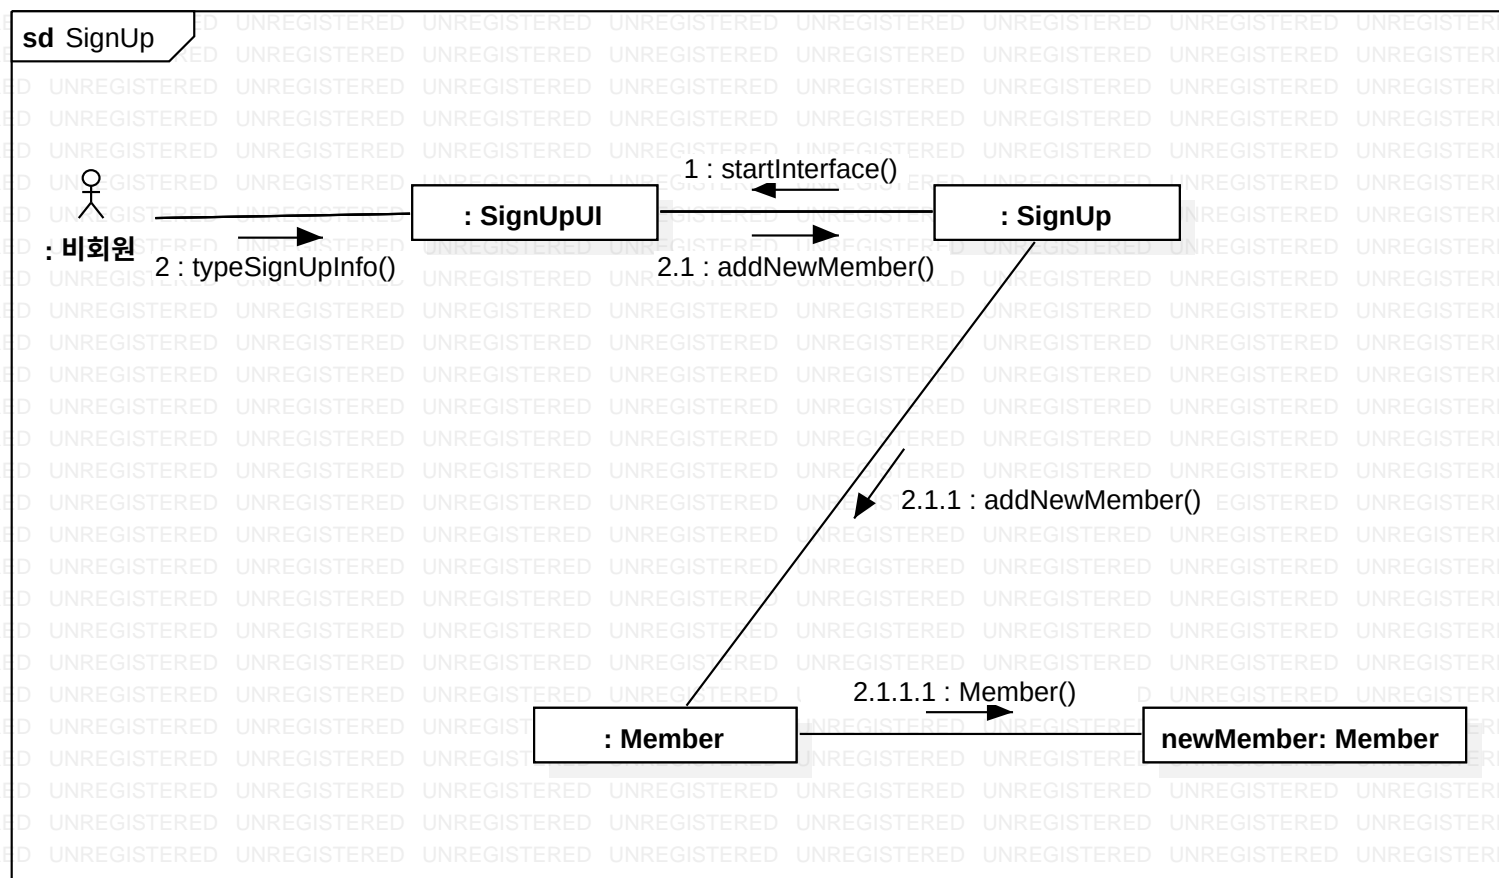 sd SignUp
1 : startInterface()
: SignUpUI
: SignUp
: 비회원
2 : typeSignUpInfo()
2.1 : addNewMember()
2.1.1 : addNewMember()
2.1.1.1 : Member()
: Member
newMember: Member
UNREGISTERED